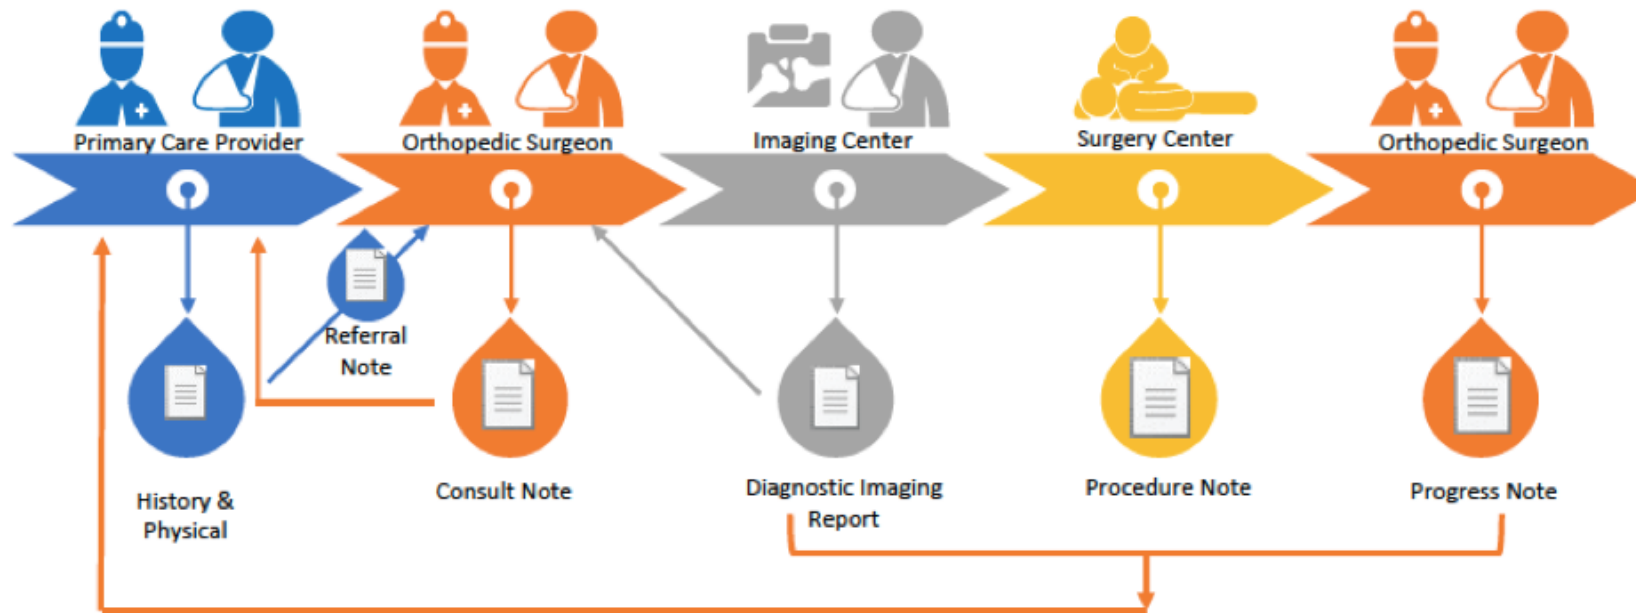 Primary Care Provider
Orthopedic Surgeon
Imaging Center
Surgery Center
Orthopedic Surgeon
Referral
Note
History &
Physical
Consult Note
Diagnostic Imaging
Report
Procedure Note
Progress Note